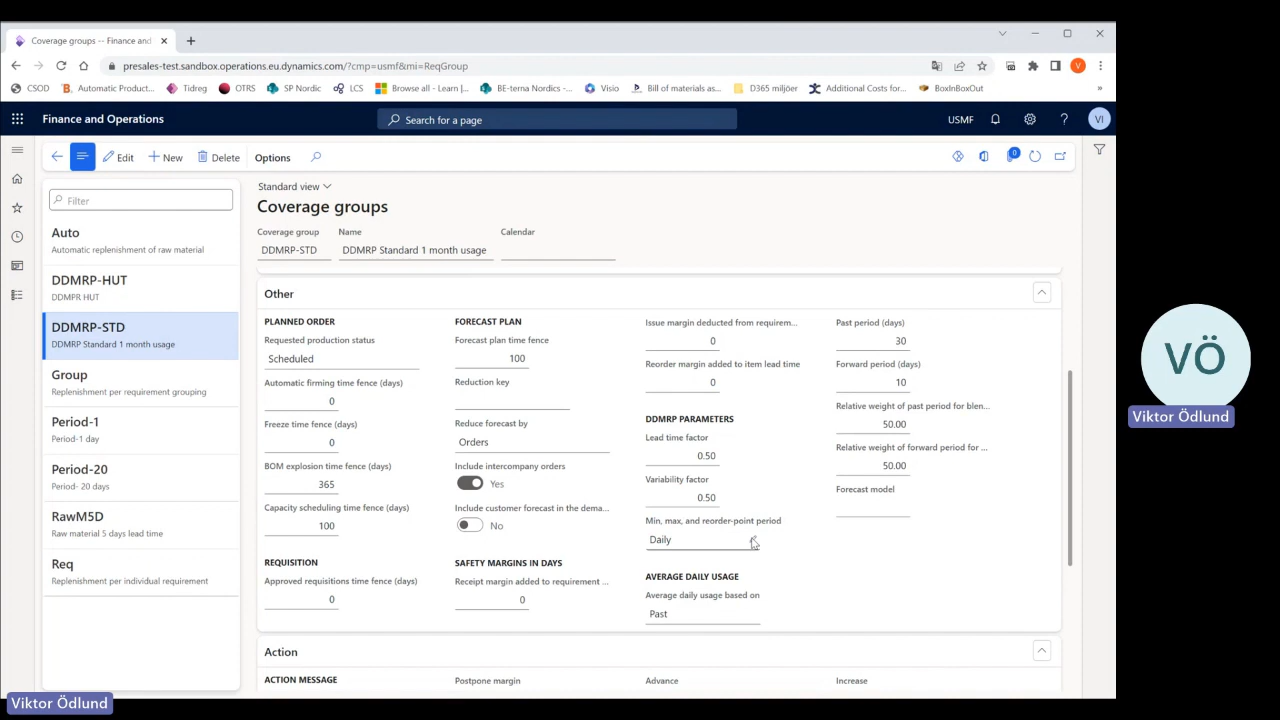 Coverage groups -- Finance and
presales-test.sandbox.operations.eu.dynamics.com/?cmp=usmf&mi=ReqGroup
V
CSOD
Automatic Product...
Tidreg
OTRS
SP Nordic
LCS
Browse all - Learn |...
BE-terna Nordics -...
Visio
Bill of materials as...
D365 miljöer
Additional Costs for...
BoxInBoxOut
»
Finance and Operations
Search for a page
USMF
?
VI
Edit
New
Delete
Options
0
Filter
Auto
Automatic replenishment of raw material
DDMRP-HUT
DDMPR HUT
DDMRP-STD
DDMRP Standard 1 month usage
Group
Replenishment per requirement grouping
Period-1
Period-1 day
Period-20
Period- 20 days
RawM5D
Raw material 5 days lead time
Req
Replenishment per individual requirement
Standard view
Coverage groups
Coverage group
Name
Calendar
DDMRP-STD
DDMRP Standard 1 month usage
Other
PLANNED ORDER
Requested production status
Scheduled
Automatic firming time fence (days)
0
Freeze time fence (days)
0
BOM explosion time fence (days)
365
Capacity scheduling time fence (days)
100
REQUISITION
Approved requisitions time fence (days)
0
FORECAST PLAN
Forecast plan time fence
100
Reduction key
Reduce forecast by
Orders
Include intercompany orders
Yes
Include customer forecast in the dema...
No
SAFETY MARGINS IN DAYS
Receipt margin added to requirement ...
0
Issue margin deducted from requirem...
0
Reorder margin added to item lead time
0
DDMRP PARAMETERS
Lead time factor
0.50
Variability factor
0.50
Min, max, and reorder-point period
Daily
AVERAGE DAILY USAGE
Average daily usage based on
Past
Past period (days)
30
Forward period (days)
10
Relative weight of past period for blen...
50.00
Relative weight of forward period for ...
50.00
Forecast model
Action
ACTION MESSAGE
Postpone margin
Advance
Increase
VÖ
Viktor Ödlund
Viktor Ödlund